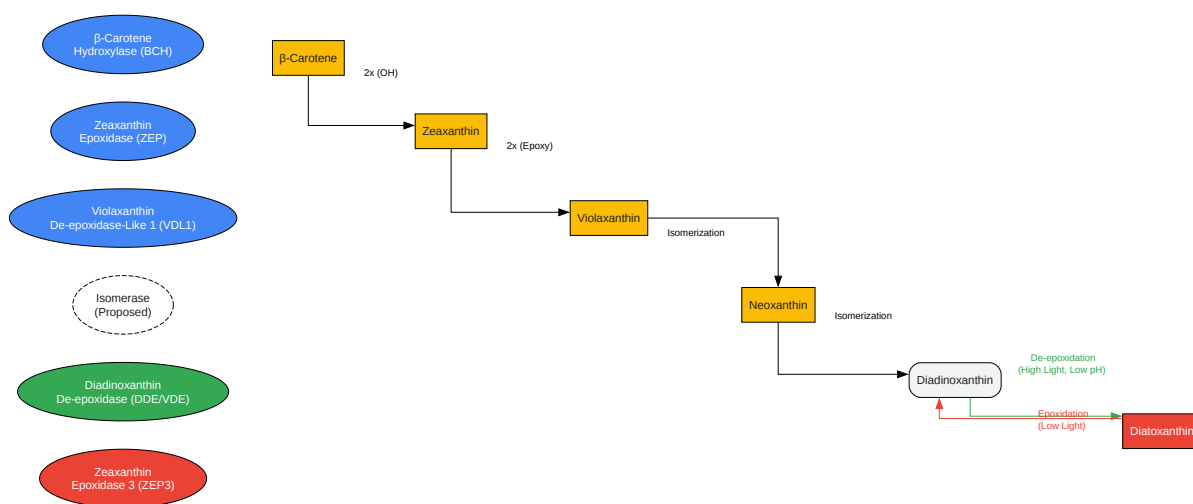 β-Carotene
Hydroxylase (BCH)
Zeaxanthin
Epoxidase (ZEP)
Violaxanthin
De-epoxidase-Like 1 (VDL1)
Isomerase
(Proposed)
Diadinoxanthin
De-epoxidase (DDE/VDE)
Zeaxanthin
Epoxidase 3 (ZEP3)
β-Carotene
2x (OH)
Zeaxanthin
2x (Epoxy)
Violaxanthin
Isomerization
Neoxanthin
Isomerization
Diadinoxanthin
De-epoxidation
(High Light, Low pH)
Epoxidation
(Low Light)
Diatoxanthin